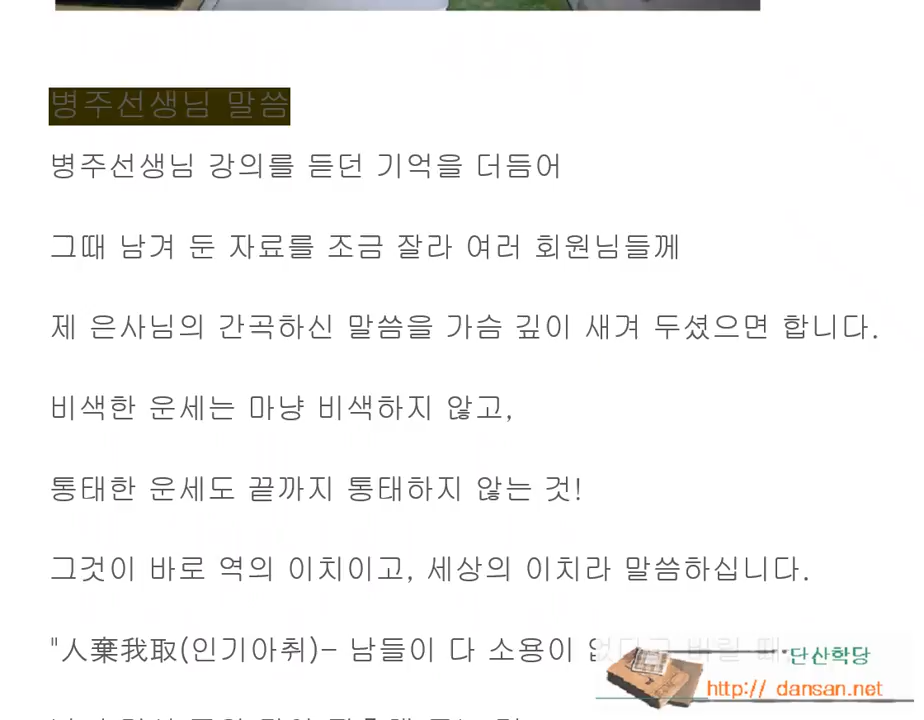 병주선생님 말씀
병주선생님 강의를 듣던 기억을 더듬어
그때 남겨 둔 자료를 조금 잘라 여러 회원님들께
제 은사님의 간곡하신 말씀을 가슴 깊이 새겨 두셨으면 합니다.
비색한 운세는 마냥 비색하지 않고,
통태한 운세도 끝까지 통태하지 않는 것!
그것이 바로 역의 이치이고, 세상의 이치라 말씀하십니다.
"人棄我取(인기아취)- 남들이 다 소용이 없다고 버릴 때,
단산학당
http:// dansan.net